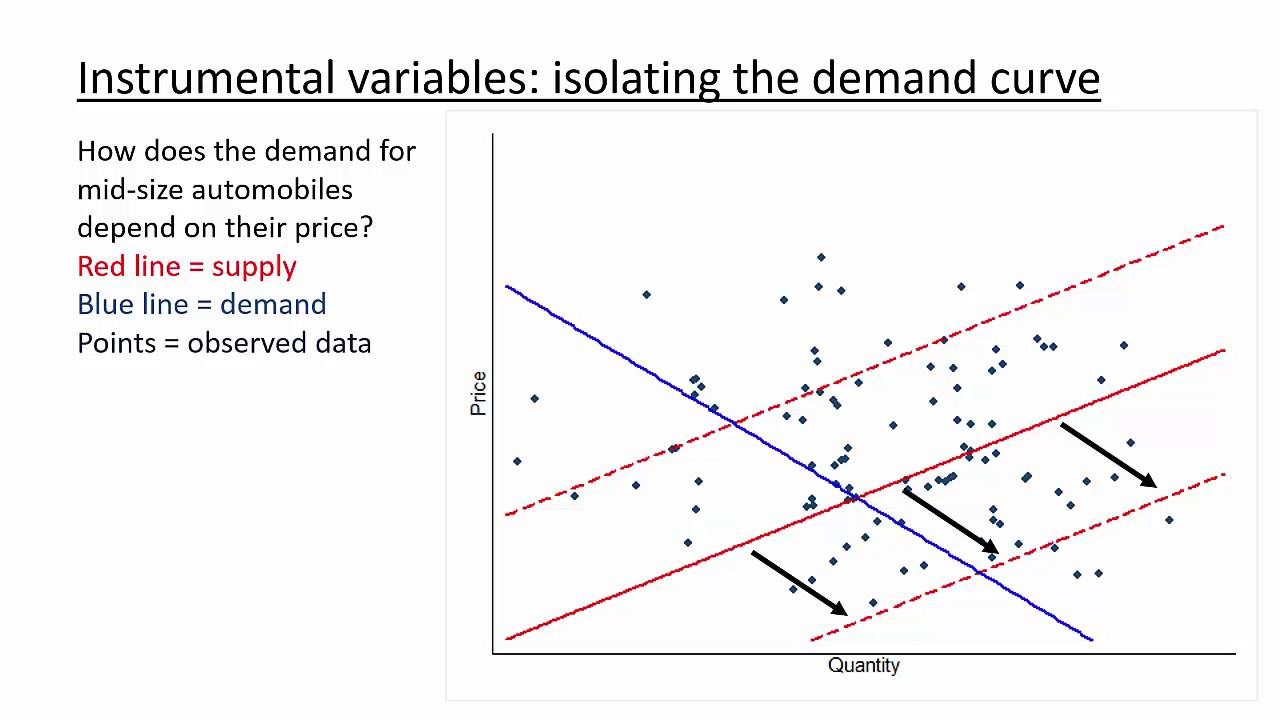 Instrumental variables: isolating the demand curve
How does the demand for
mid-size automobiles
depend on their price?
Red line = supply
Blue line = demand
Points = observed data
Price
Quantity